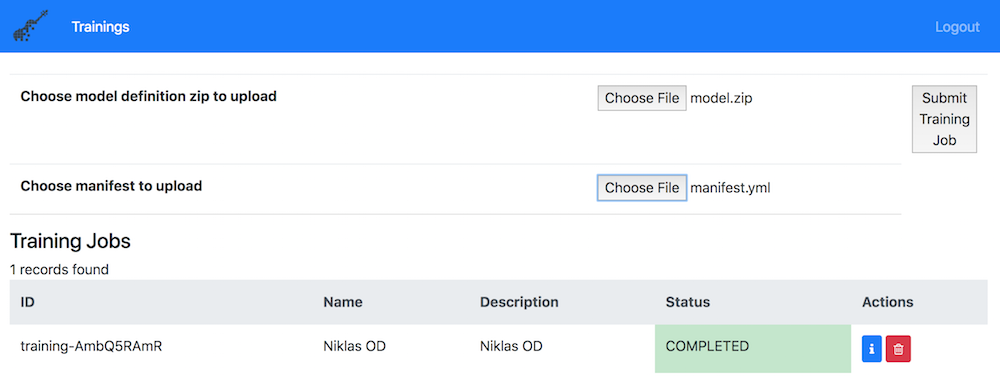 Trainings Logout
Choose model definition zip to upload Choose File model.zip Submit
Training
Job
Choose manifest to upload Choose File manifest.yml
Training Jobs
1 records found
ID Name Description Status Actions
training-AmbQ5RAmR Niklas OD Niklas OD COMPLETED